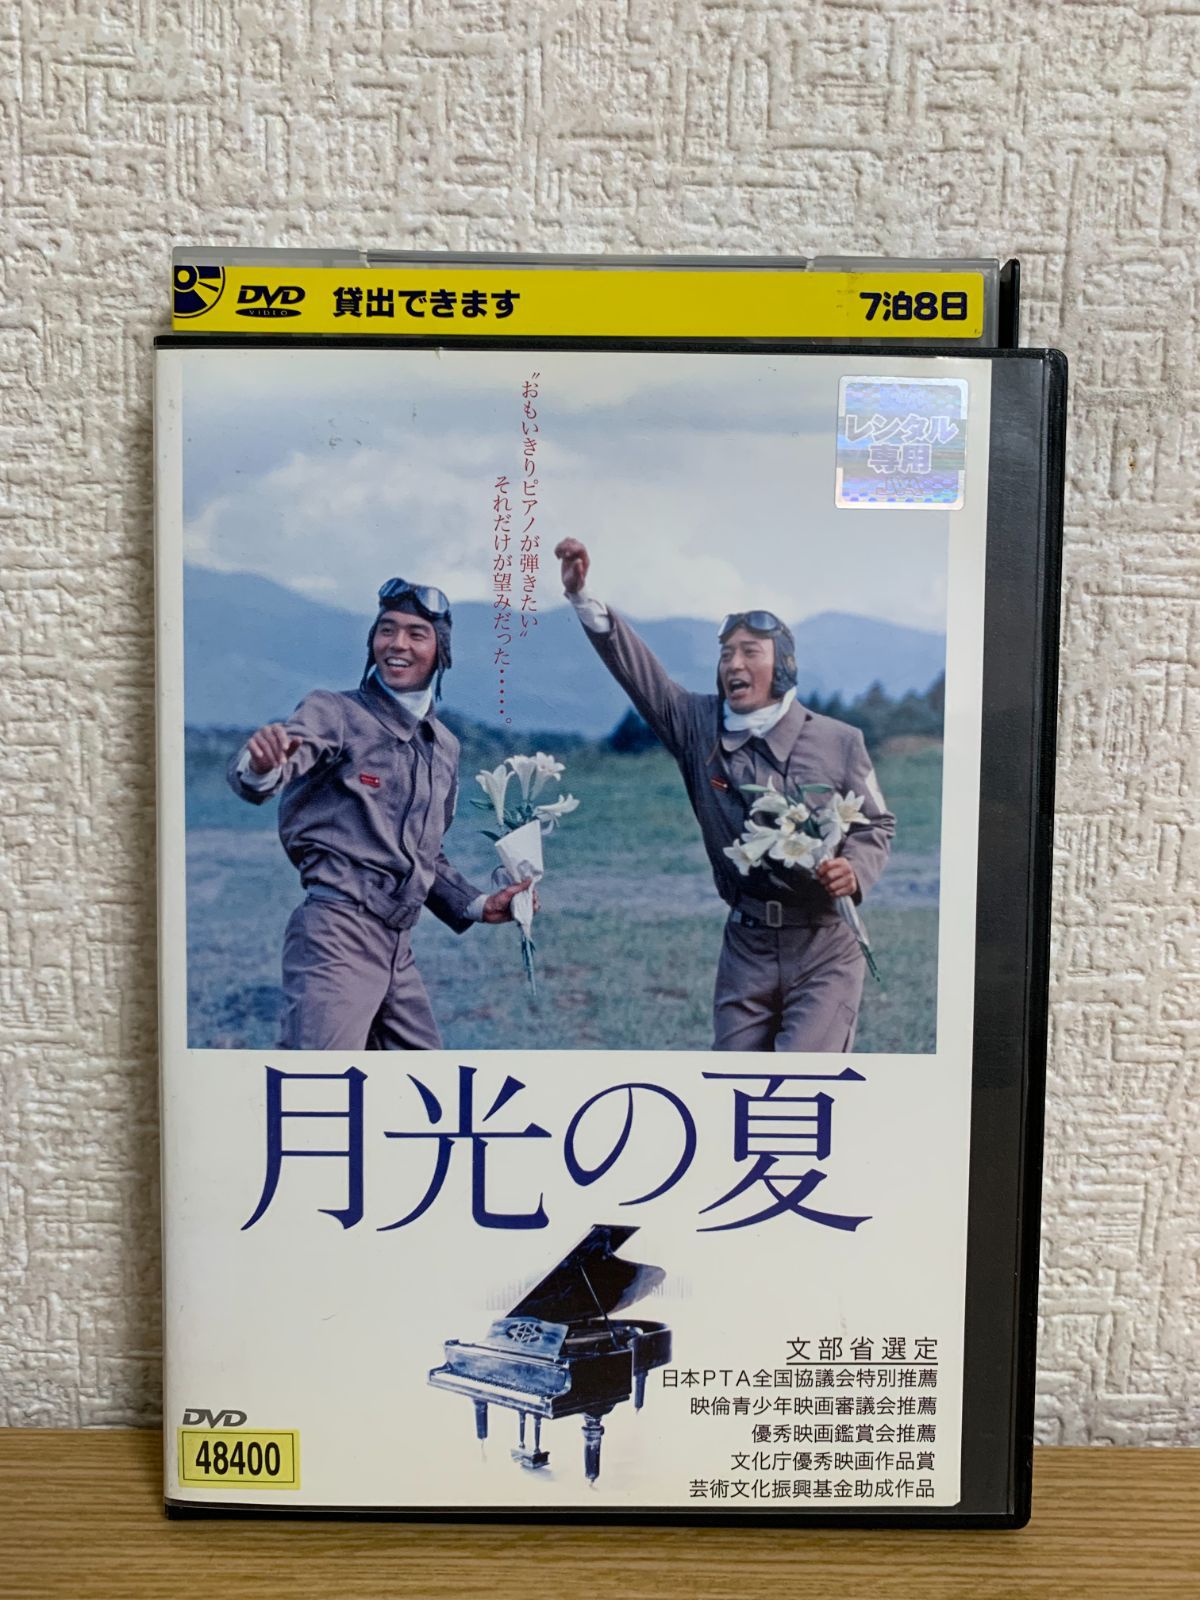 DVD VIDEO 貸出できます 7泊8日
レンタル
専用
"おもいきりピアノが弾きたい"
それだけが望みだった……。
月光の夏
文部省選定
日本PTA全国協議会特別推薦
映倫青少年映画審議会推薦
優秀映画鑑賞会推薦
文化庁優秀映画作品賞
芸術文化振興基金助成作品
DVD
48400